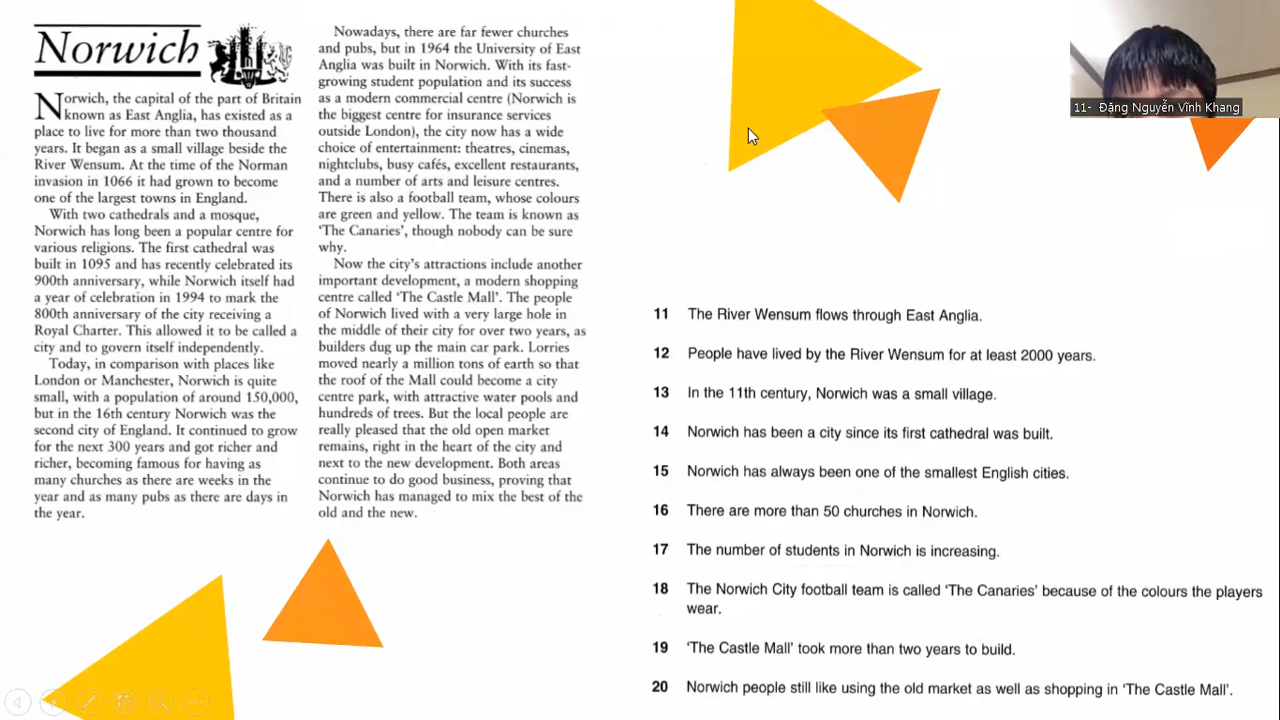 Norwich
Norwich, the capital of the part of Britain
known as East Anglia, has existed as a
place to live for more than two thousand
years. It began as a small village beside the
River Wensum. At the time of the Norman
invasion in 1066 it had grown to become
one of the largest towns in England.
With two cathedrals and a mosque,
Norwich has long been a popular centre for
various religions. The first cathedral was
built in 1095 and has recently celebrated its
900th anniversary, while Norwich itself had
a year of celebration in 1994 to mark the
800th anniversary of the city receiving a
Royal Charter. This allowed it to be called a
city and to govern itself independently.
Today, in comparison with places like
London or Manchester, Norwich is quite
small, with a population of around 150,000,
but in the 16th century Norwich was the
second city of England. It continued to grow
for the next 300 years and got richer and
richer, becoming famous for having as
many churches as there are weeks in the
year and as many pubs as there are days in
the year.
Nowadays, there are far fewer churches
and pubs, but in 1964 the University of East
Anglia was built in Norwich. With its fast-
growing student population and its success
as a modern commercial centre (Norwich is
the biggest centre for insurance services
outside London), the city now has a wide
choice of entertainment: theatres, cinemas,
nightclubs, busy cafés, excellent restaurants,
and a number of arts and leisure centres.
There is also a football team, whose colours
are green and yellow. The team is known as
'The Canaries', though nobody can be sure
why.
Now the city's attractions include another
important development, a modern shopping
centre called 'The Castle Mall'. The people
of Norwich lived with a very large hole in
the middle of their city for over two years, as
builders dug up the main car park. Lorries
moved nearly a million tons of earth so that
the roof of the Mall could become a city
centre park, with attractive water pools and
hundreds of trees. But the local people are
really pleased that the old open market
remains, right in the heart of the city and
next to the new development. Both areas
continue to do good business, proving that
Norwich has managed to mix the best of the
old and the new.
11- Đặng Nguyễn Vĩnh Khang
11 The River Wensum flows through East Anglia.
12 People have lived by the River Wensum for at least 2000 years.
13 In the 11th century, Norwich was a small village.
14 Norwich has been a city since its first cathedral was built.
15 Norwich has always been one of the smallest English cities.
16 There are more than 50 churches in Norwich.
17 The number of students in Norwich is increasing.
18 The Norwich City football team is called 'The Canaries' because of the colours the players
wear.
19 'The Castle Mall' took more than two years to build.
20 Norwich people still like using the old market as well as shopping in 'The Castle Mall'.